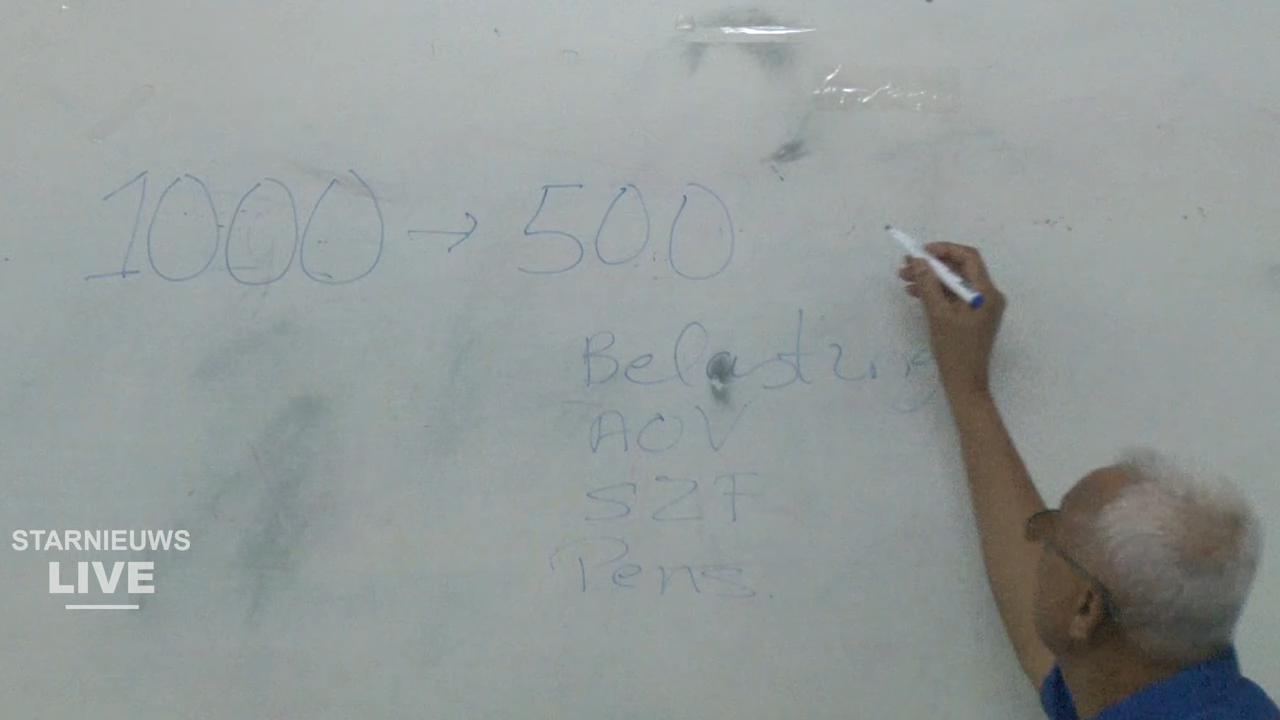 1000 → 500
Belasting
AOV
SZF
Pens.
STARNIEUWS
LIVE